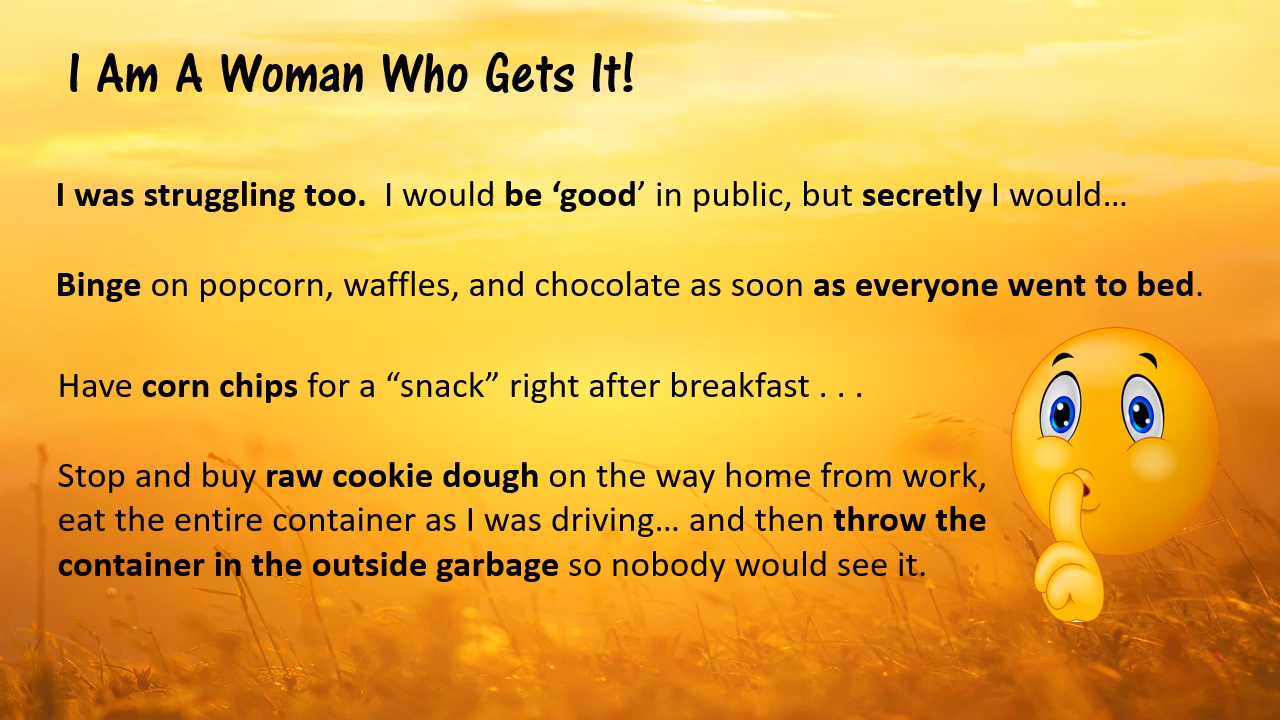 I Am A Woman Who Gets It!
I was struggling too.  I would be ‘good’ in public, but secretly I would…
Binge on popcorn, waffles, and chocolate as soon as everyone went to bed.
Have corn chips for a “snack” right after breakfast . . .
Stop and buy raw cookie dough on the way home from work,
eat the entire container as I was driving… and then throw the
container in the outside garbage so nobody would see it.